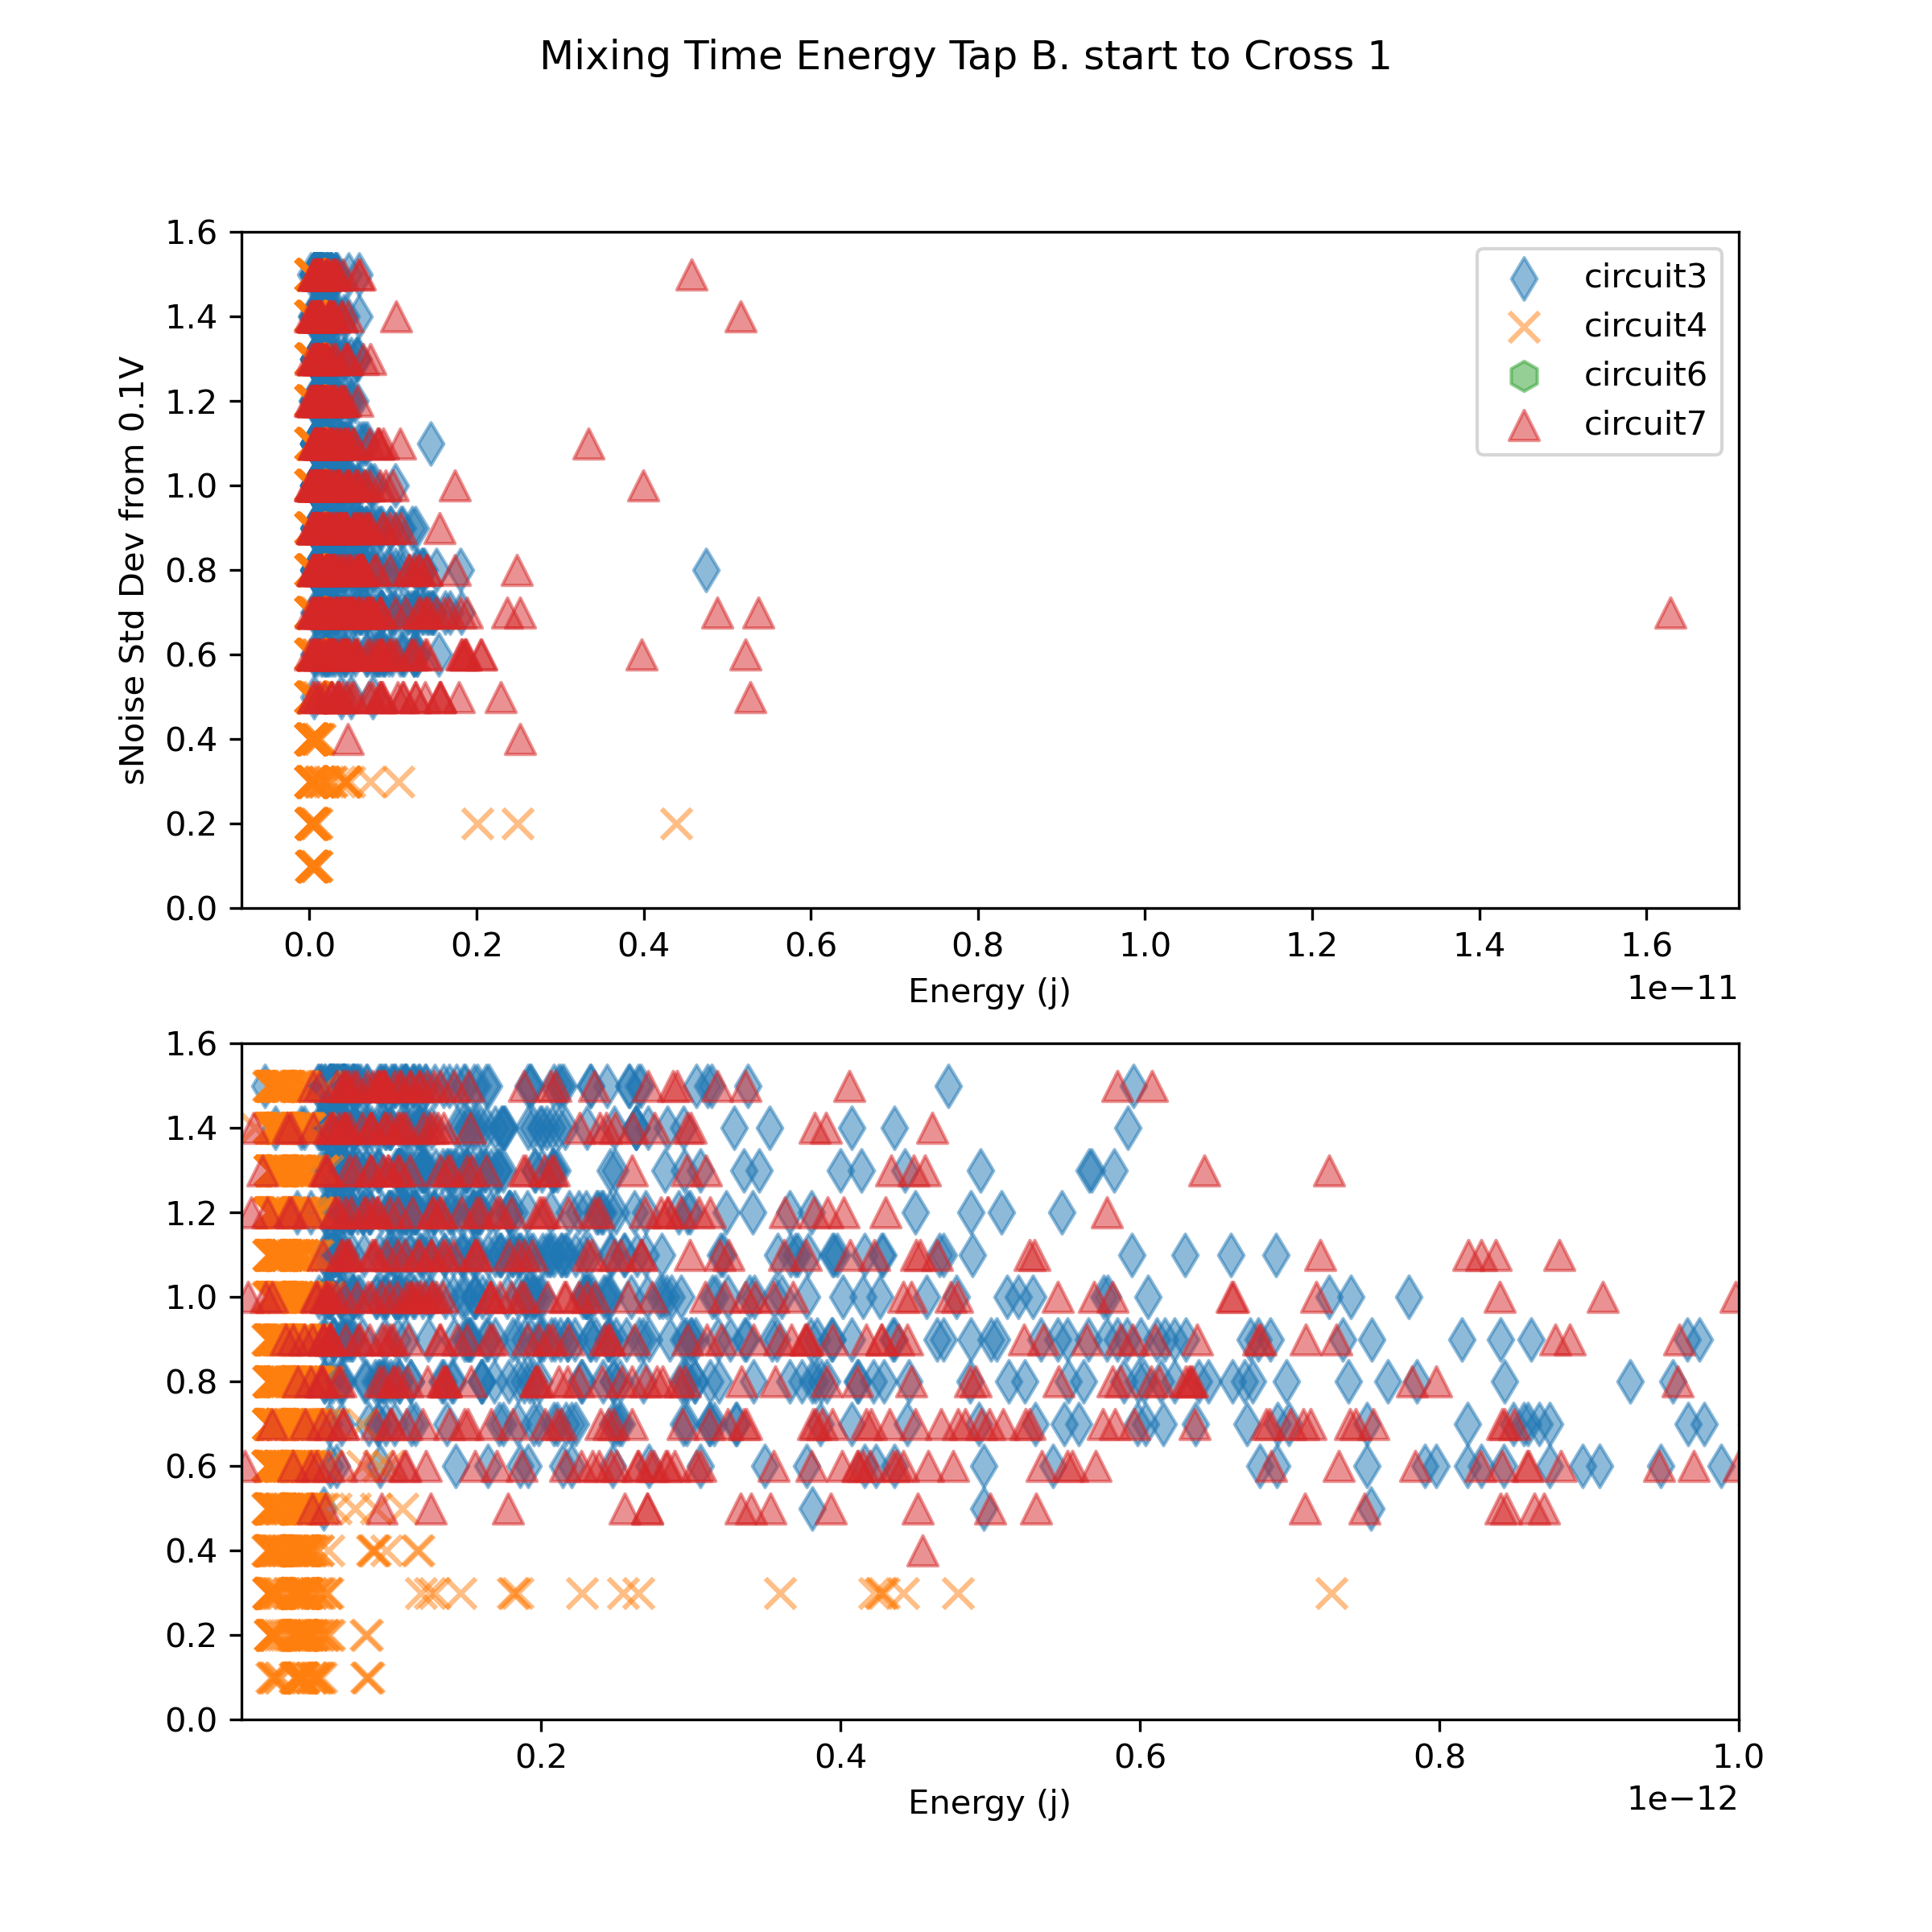 Mixing Time Energy Tap B. start to Cross 1
1.6
1.4
1.2
1.0
0.8
0.6
0.4
0.2
0.0
sNoise Std Dev from 0.1V
circuit3
circuit4
circuit6
circuit7
0.0 0.2 0.4 0.6 0.8 1.0 1.2 1.4 1.6
1e−11
Energy (j)
1.6
1.4
1.2
1.0
0.8
0.6
0.4
0.2
0.0
0.2 0.4 0.6 0.8 1.0
1e−12
Energy (j)